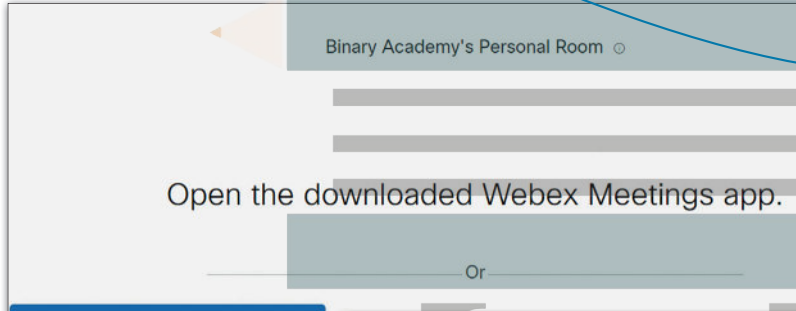 Binary Academy's Personal Room
Open the downloaded Webex Meetings app.
Or